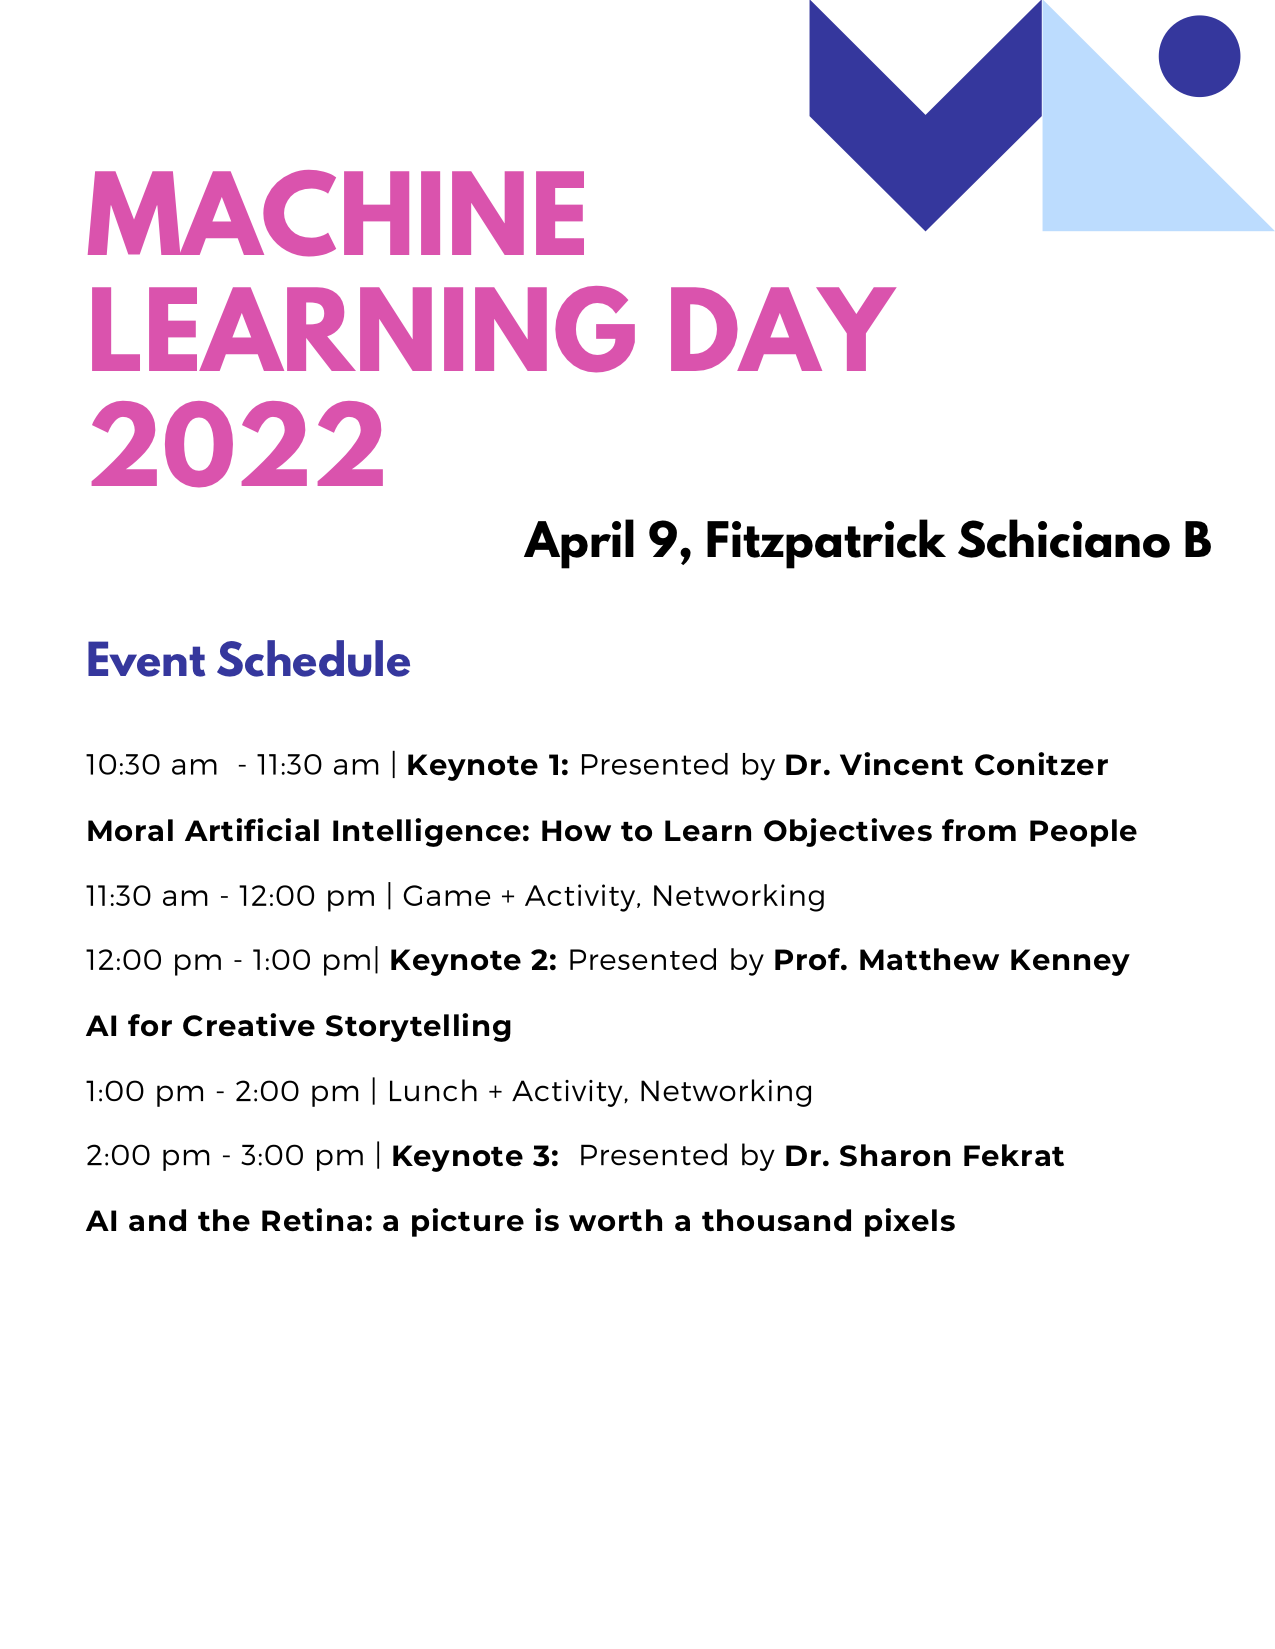 MACHINE
LEARNING DAY
2022
April 9, Fitzpatrick Schiciano B
Event Schedule
10:30 am  - 11:30 am | Keynote 1: Presented by Dr. Vincent Conitzer
Moral Artificial Intelligence: How to Learn Objectives from People
11:30 am - 12:00 pm | Game + Activity, Networking
12:00 pm - 1:00 pm| Keynote 2: Presented by Prof. Matthew Kenney
AI for Creative Storytelling
1:00 pm - 2:00 pm | Lunch + Activity, Networking
2:00 pm - 3:00 pm | Keynote 3:  Presented by Dr. Sharon Fekrat
AI and the Retina: a picture is worth a thousand pixels